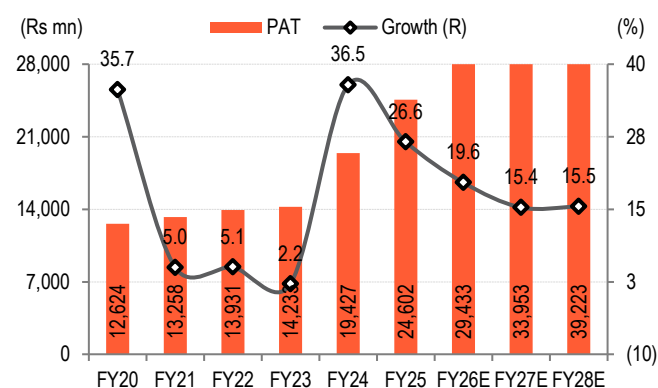 (Rs mn) PAT Growth (R) (%)
35.7 36.5
28,000 40
26.6
21,000 28
19.6
15.4 15.5
14,000 15
5.0 5.1 2.2
7,000 3
12,624 13,258 13,931 14,233 19,427 24,602 29,433 33,953 39,223
0 (10)
FY20 FY21 FY22 FY23 FY24 FY25 FY26E FY27E FY28E